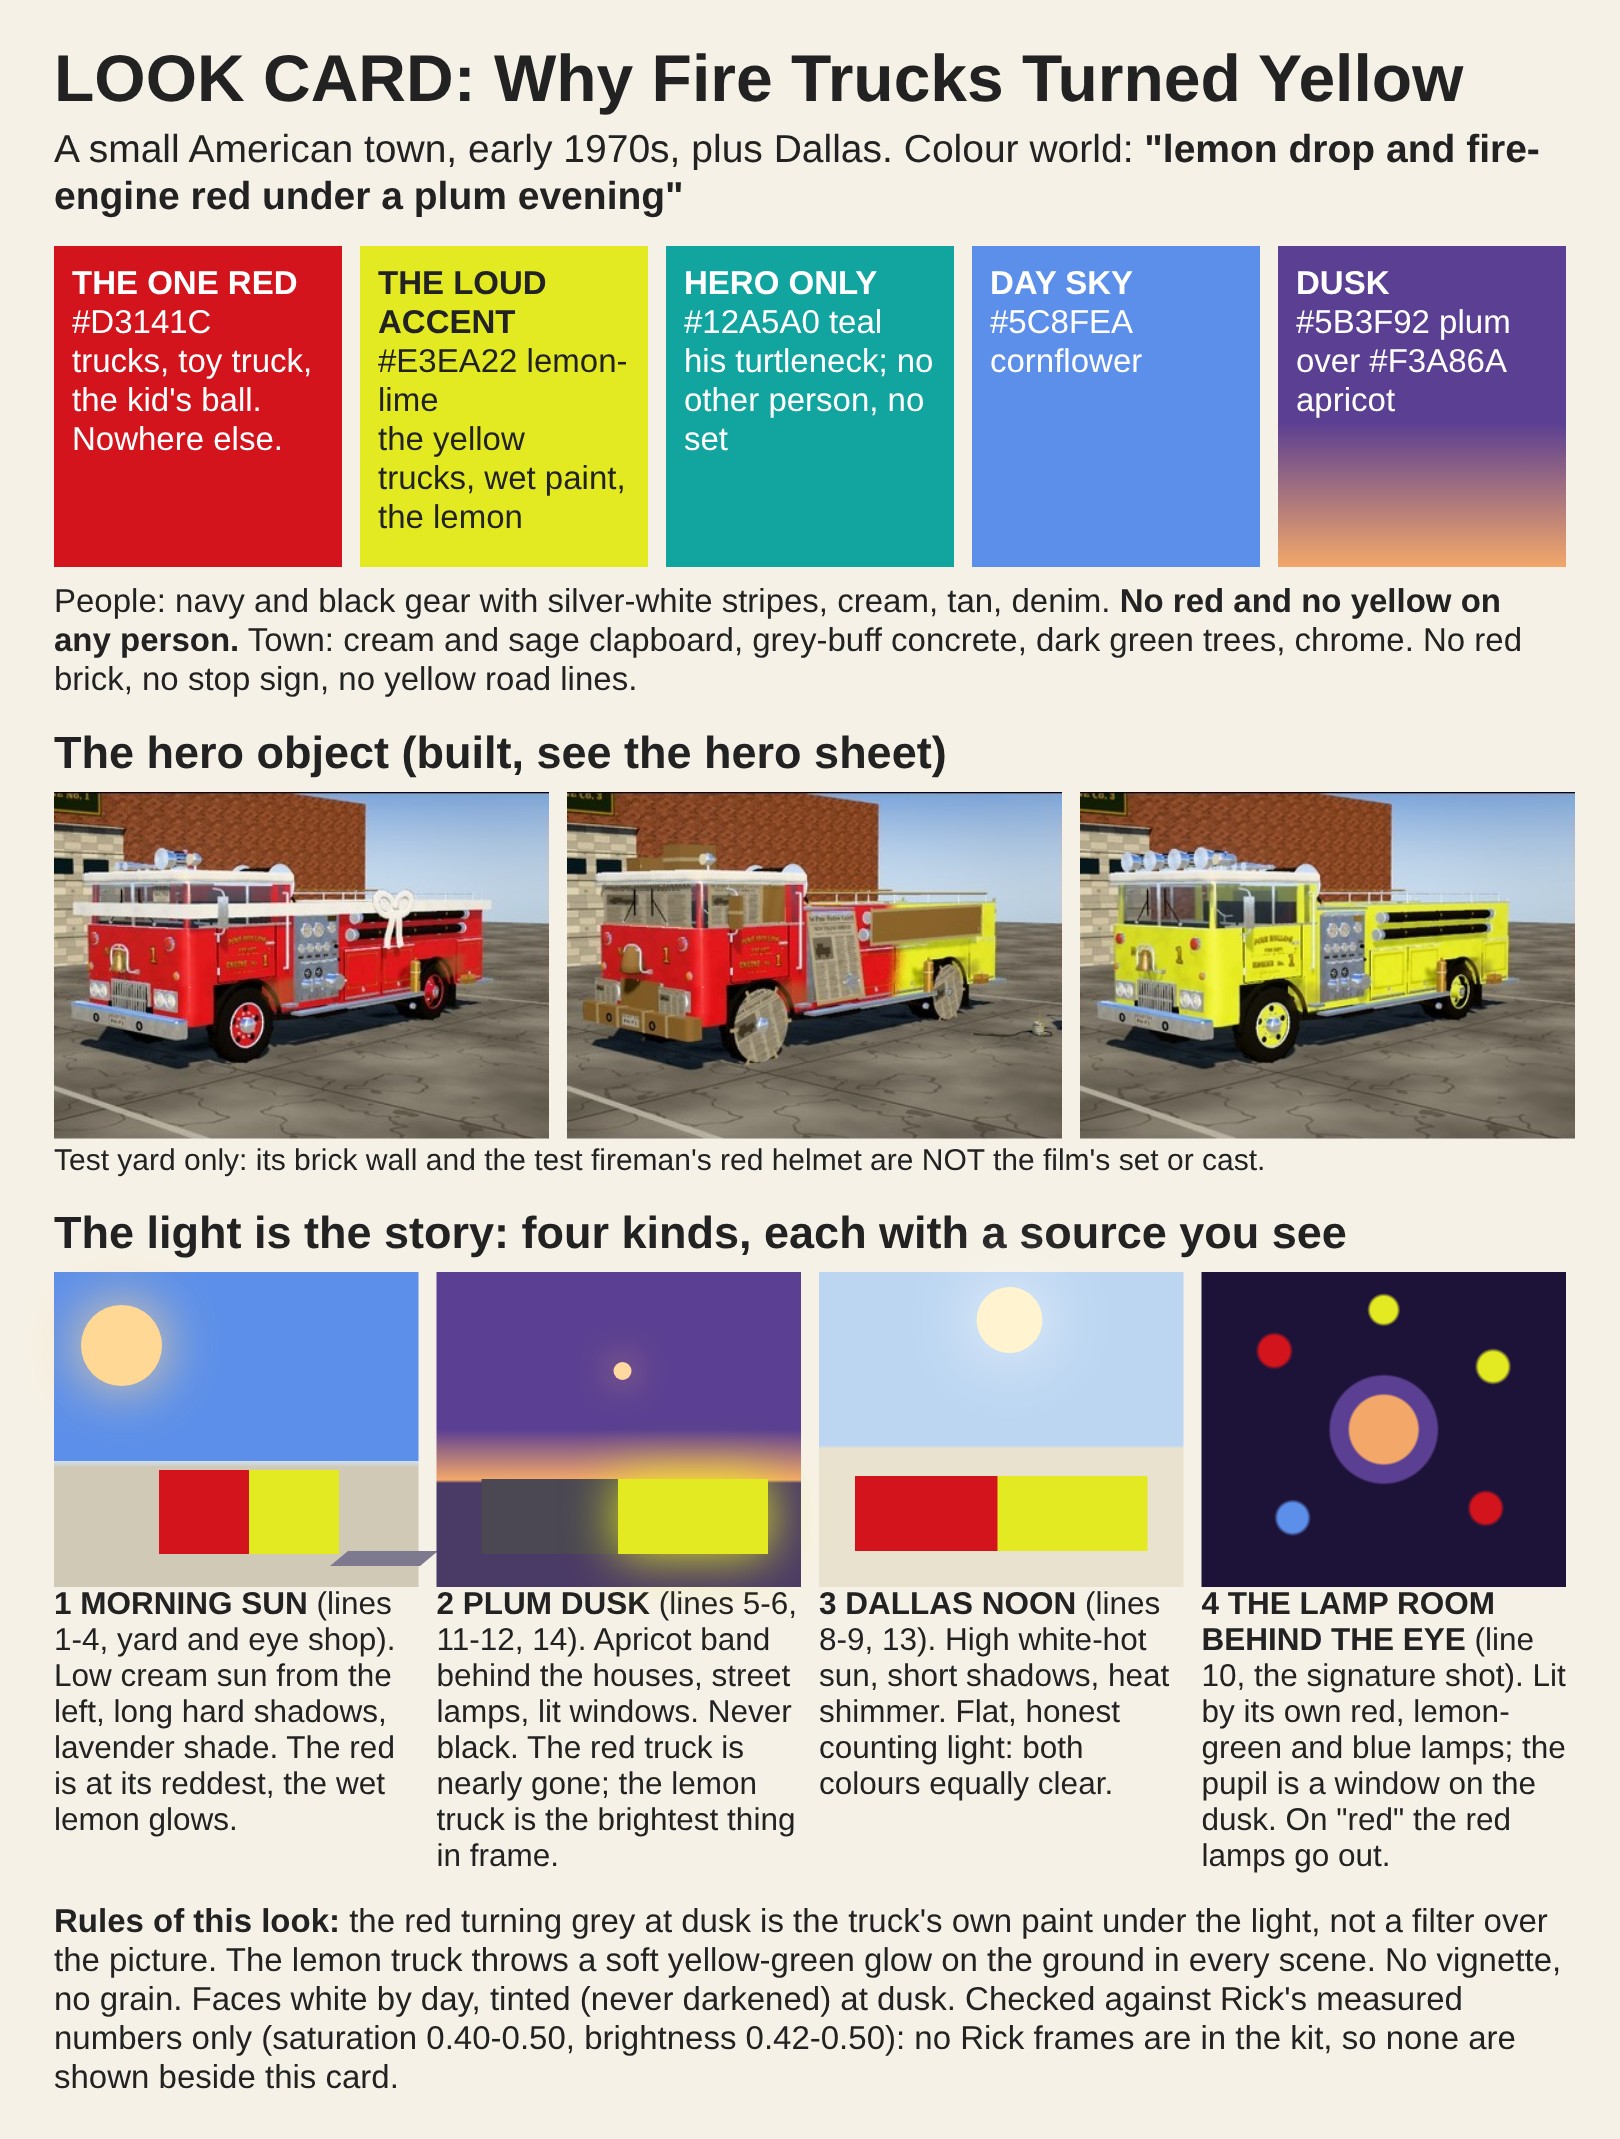 LOOK CARD: Why Fire Trucks Turned Yellow
A small American town, early 1970s, plus Dallas. Colour world: "lemon drop and fire-
engine red under a plum evening"
THE ONE RED
#D3141C
trucks, toy truck,
the kid's ball.
Nowhere else.
THE LOUD
ACCENT
#E3EA22 lemon-
lime
the yellow
trucks, wet paint,
the lemon
HERO ONLY
#12A5A0 teal
his turtleneck; no
other person, no
set
DAY SKY
#5C8FEA
cornflower
DUSK
#5B3F92 plum
over #F3A86A
apricot
People: navy and black gear with silver-white stripes, cream, tan, denim. No red and no yellow on
any person. Town: cream and sage clapboard, grey-buff concrete, dark green trees, chrome. No red
brick, no stop sign, no yellow road lines.
The hero object (built, see the hero sheet)
Test yard only: its brick wall and the test fireman's red helmet are NOT the film's set or cast.
The light is the story: four kinds, each with a source you see
1 MORNING SUN (lines
1-4, yard and eye shop).
Low cream sun from the
left, long hard shadows,
lavender shade. The red
is at its reddest, the wet
lemon glows.
2 PLUM DUSK (lines 5-6,
11-12, 14). Apricot band
behind the houses, street
lamps, lit windows. Never
black. The red truck is
nearly gone; the lemon
truck is the brightest thing
in frame.
3 DALLAS NOON (lines
8-9, 13). High white-hot
sun, short shadows, heat
shimmer. Flat, honest
counting light: both
colours equally clear.
4 THE LAMP ROOM
BEHIND THE EYE (line
10, the signature shot). Lit
by its own red, lemon-
green and blue lamps; the
pupil is a window on the
dusk. On "red" the red
lamps go out.
Rules of this look: the red turning grey at dusk is the truck's own paint under the light, not a filter over
the picture. The lemon truck throws a soft yellow-green glow on the ground in every scene. No vignette,
no grain. Faces white by day, tinted (never darkened) at dusk. Checked against Rick's measured
numbers only (saturation 0.40-0.50, brightness 0.42-0.50): no Rick frames are in the kit, so none are
shown beside this card.